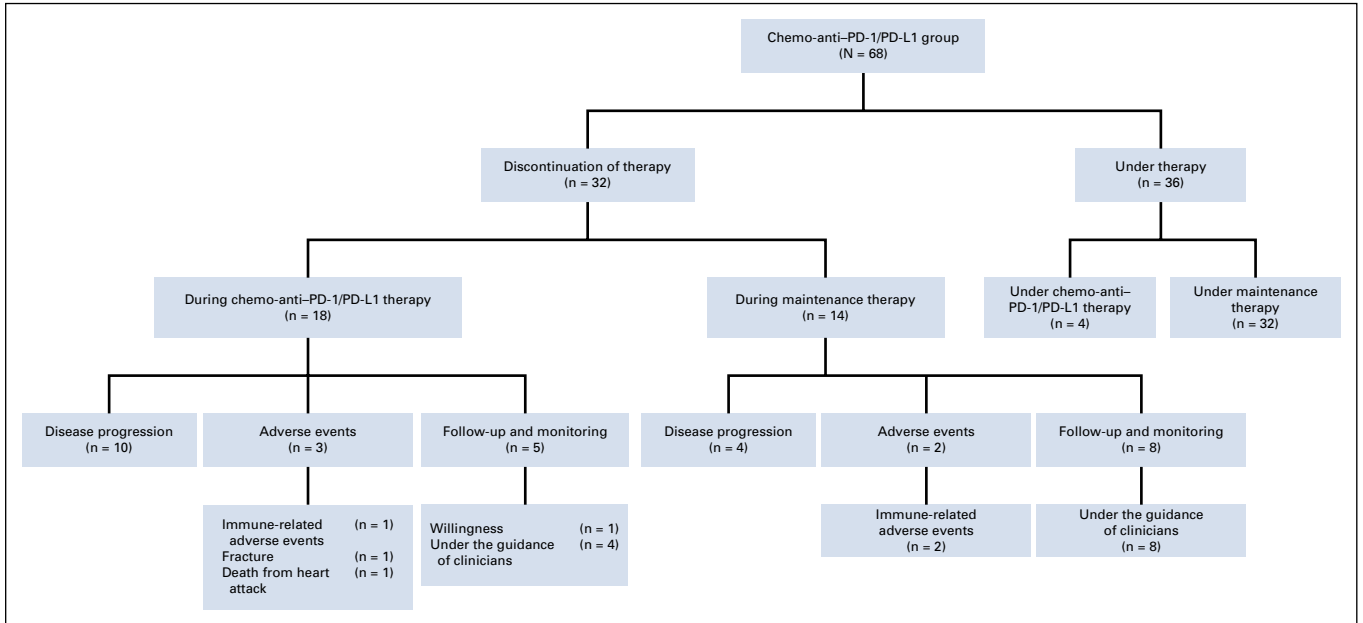 Chemo-anti–PD-1/PD-L1 group
(N = 68)
Discontinuation of therapy
(n = 32)
Under therapy
(n = 36)
During chemo-anti–PD-1/PD-L1 therapy
(n = 18)
During maintenance therapy
(n = 14)
Under chemo-anti–
PD-1/PD-L1 therapy
(n = 4)
Under maintenance
therapy
(n = 32)
Disease progression
(n = 10)
Adverse events
(n = 3)
Follow-up and monitoring
(n = 5)
Disease progression
(n = 4)
Adverse events
(n = 2)
Follow-up and monitoring
(n = 8)
Immune-related (n = 1)
adverse events
Fracture (n = 1)
Death from heart (n = 1)
attack
Willingness (n = 1)
Under the guidance (n = 4)
of clinicians
Immune-related
adverse events
(n = 2)
Under the guidance
of clinicians
(n = 8)